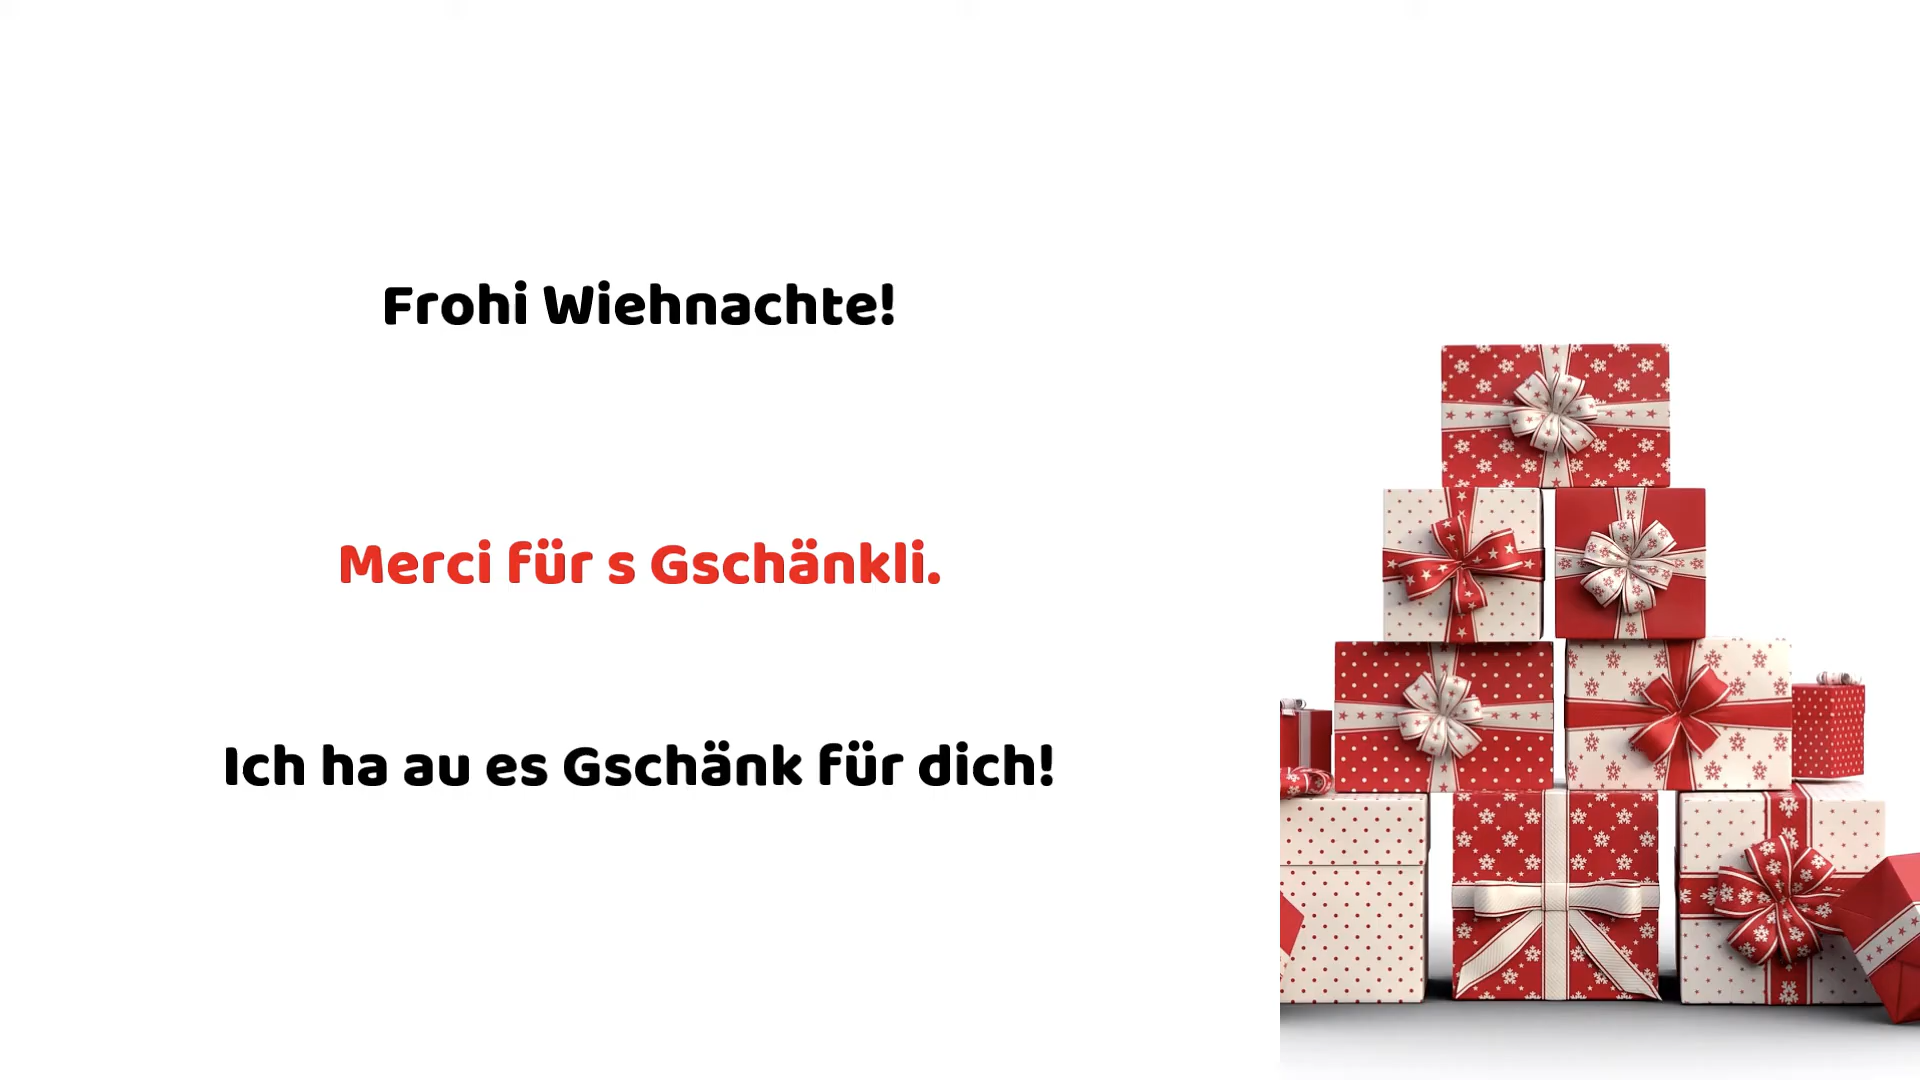 Frohi Wiehnachte!
Merci für s Gschänkli.
Ich ha au es Gschänk für dich!